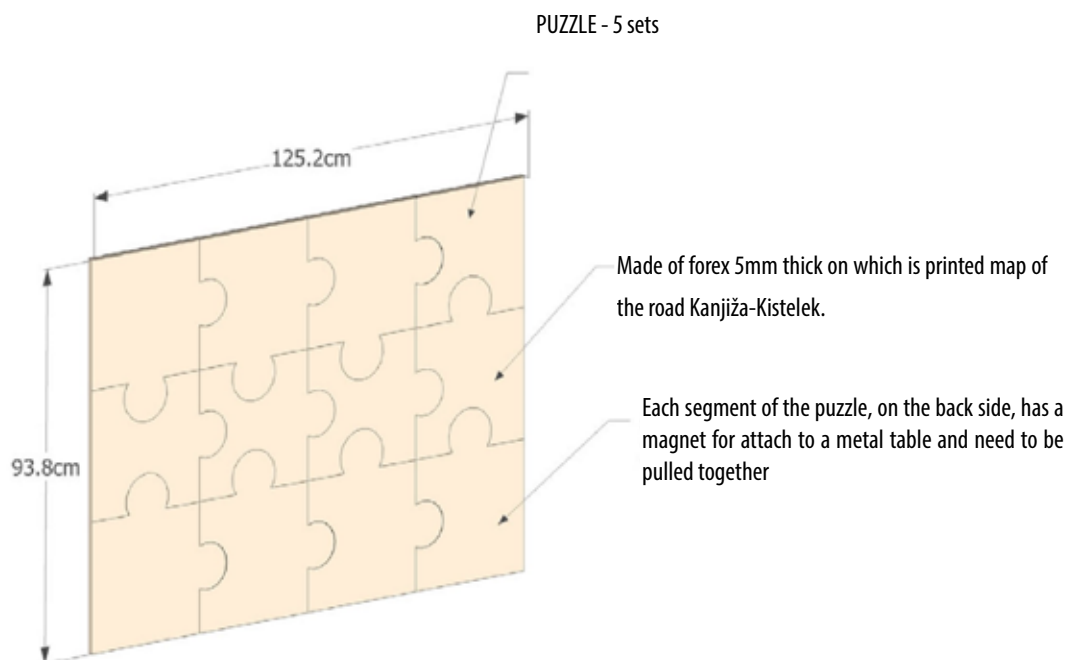 PUZZLE - 5 sets
125.2cm
Made of forex 5mm thick on which is printed map of
the road Kanjiža-Kistelek.
Each segment of the puzzle, on the back side, has a
magnet for attach to a metal table and need to be
pulled together
93.8cm